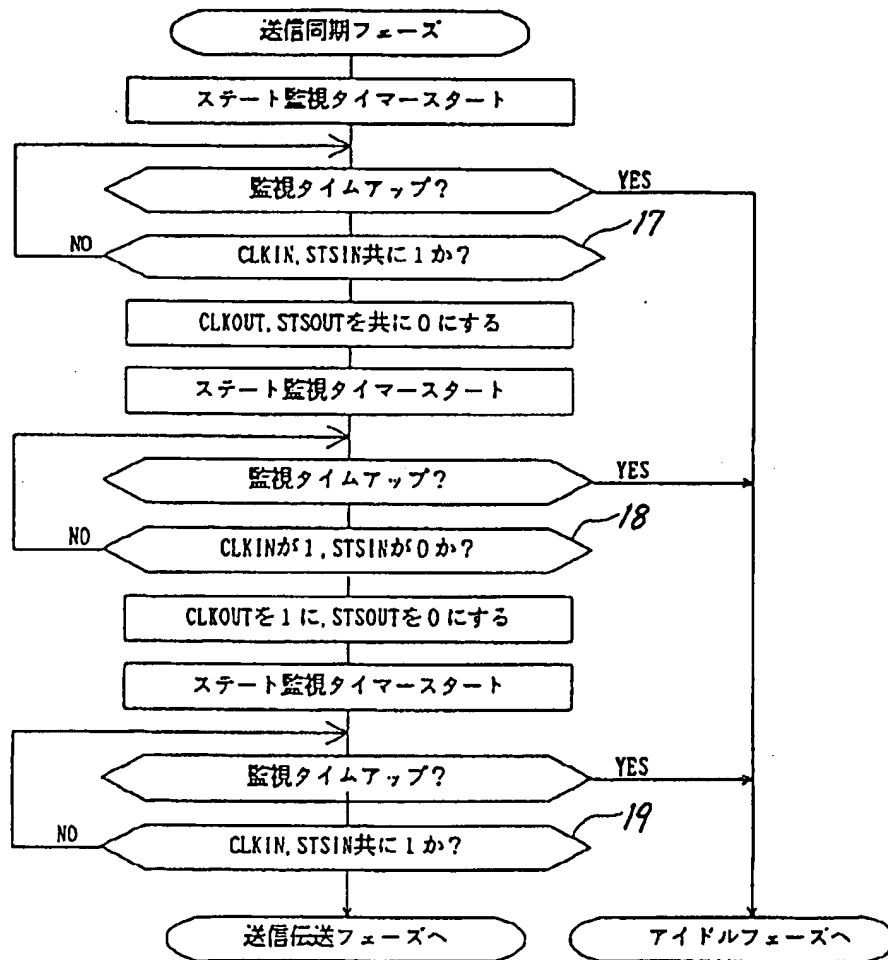 送信同期フェーズ
ステート監視タイマースタート
監視タイムアップ?
YES
17
NO
CLKIN, STSIN共に1か?
CLKOUT, STSOUTを共に0にする
ステート監視タイマースタート
監視タイムアップ?
YES
18
NO
CLKINが1, STSINが0か?
CLKOUTを1に, STSOUTを0にする
ステート監視タイマースタート
監視タイムアップ?
YES
19
NO
CLKIN, STSIN共に1か?
送信伝送フェーズへ
アイドルフェーズへ